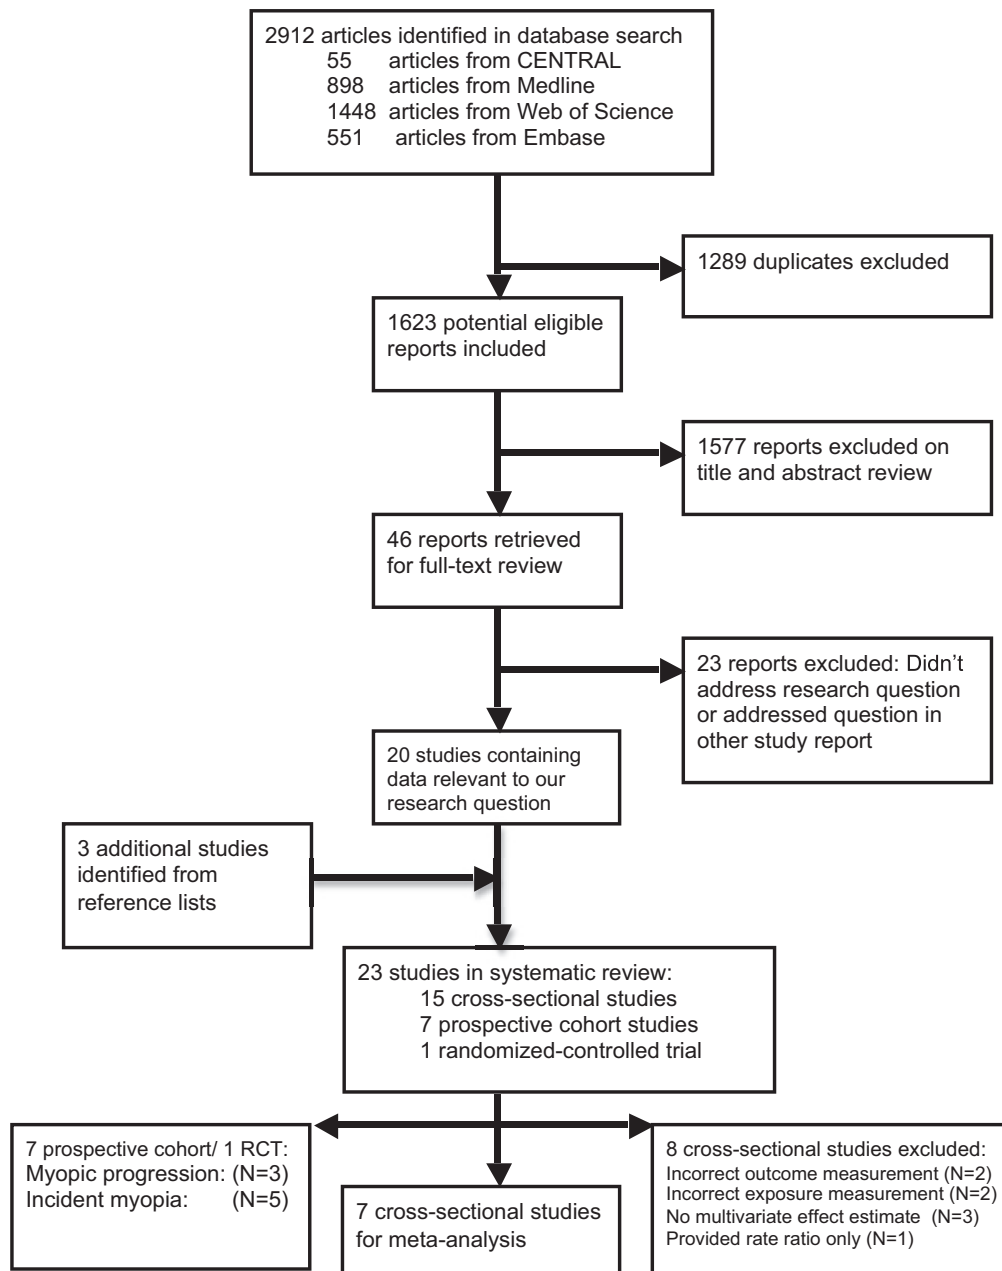 2912 articles identified in database search
55 articles from CENTRAL
898 articles from Medline
1448 articles from Web of Science
551 articles from Embase
1289 duplicates excluded
1623 potential eligible
reports included
1577 reports excluded on
title and abstract review
46 reports retrieved
for full-text review
23 reports excluded: Didn't
address research question
or addressed question in
other study report
20 studies containing
data relevant to our
research question
3 additional studies
identified from
reference lists
23 studies in systematic review:
15 cross-sectional studies
7 prospective cohort studies
1 randomized-controlled trial
7 prospective cohort/ 1 RCT:
Myopic progression: (N=3)
Incident myopia: (N=5)
7 cross-sectional studies
for meta-analysis
8 cross-sectional studies excluded:
Incorrect outcome measurement (N=2)
Incorrect exposure measurement (N=2)
No multivariate effect estimate (N=3)
Provided rate ratio only (N=1)